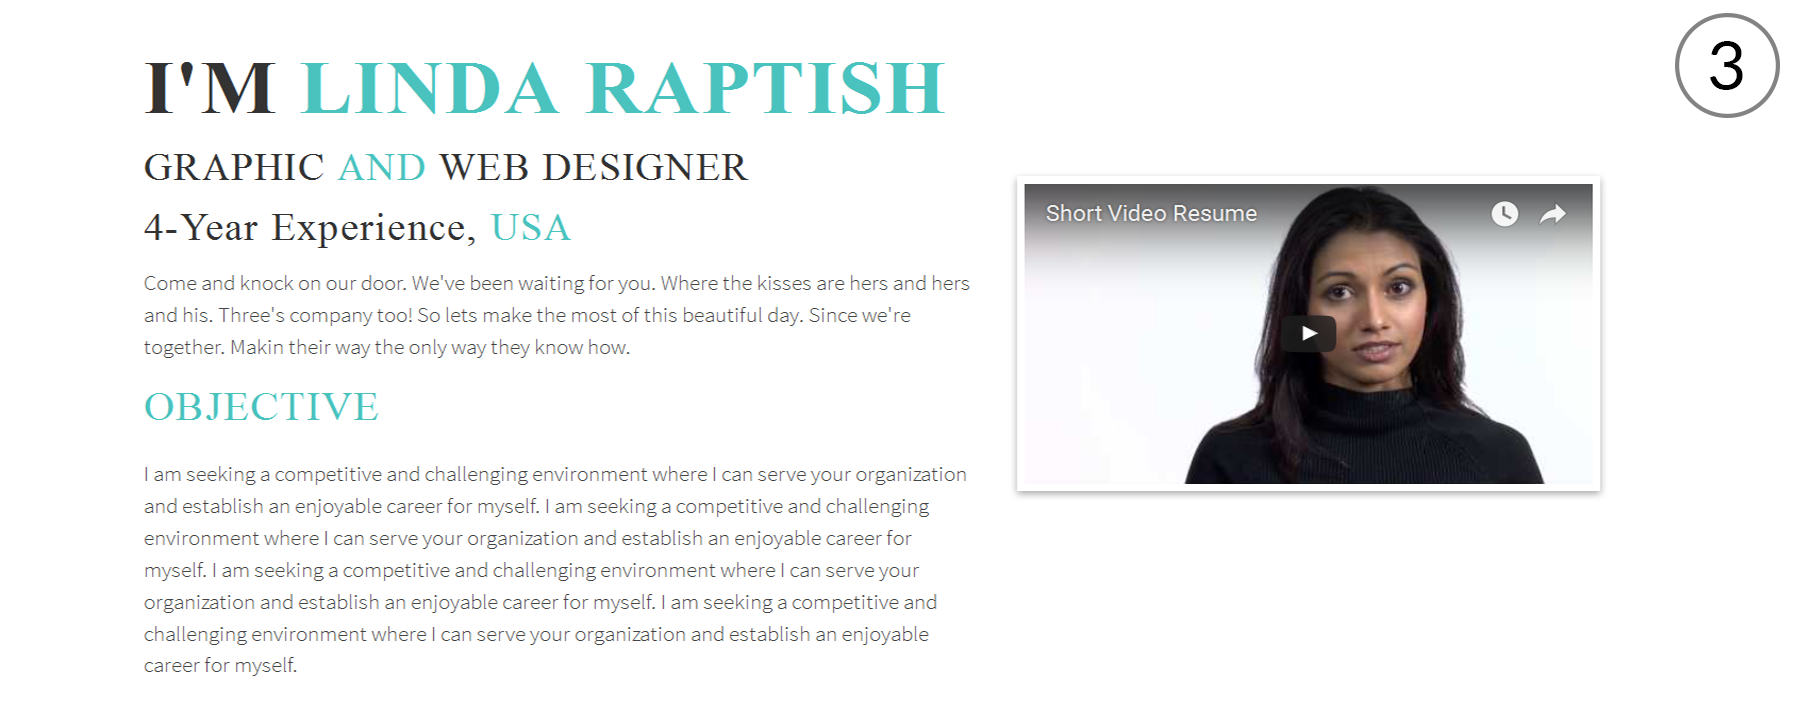 I'M LINDA RAPTISH
3
GRAPHIC AND WEB DESIGNER
4-Year Experience, USA
Come and knock on our door. We've been waiting for you. Where the kisses are hers and hers
and his. Three's company too! So lets make the most of this beautiful day. Since we're
together. Makin their way the only way they know how.
OBJECTIVE
I am seeking a competitive and challenging environment where I can serve your organization
and establish an enjoyable career for myself. I am seeking a competitive and challenging
environment where I can serve your organization and establish an enjoyable career for
myself. I am seeking a competitive and challenging environment where I can serve your
organization and establish an enjoyable career for myself. I am seeking a competitive and
challenging environment where I can serve your organization and establish an enjoyable
career for myself.
Short Video Resume